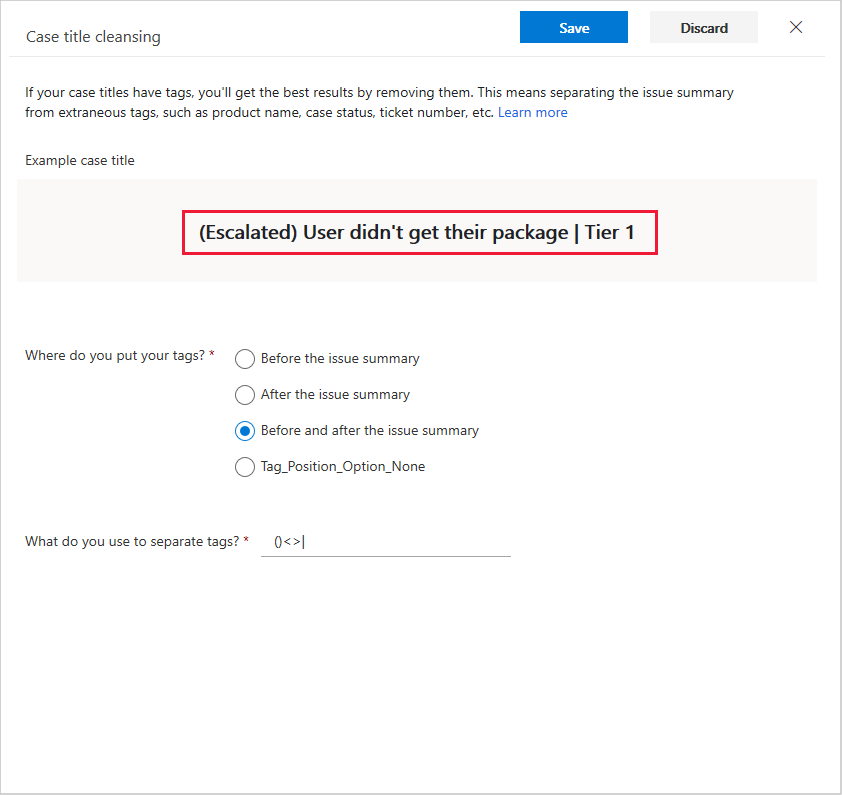 Case title cleansing
Save
Discard
If your case titles have tags, you'll get the best results by removing them. This means separating the issue summary
from extraneous tags, such as product name, case status, ticket number, etc. Learn more
Example case title
(Escalated) User didn't get their package | Tier 1
Where do you put your tags? *
Before the issue summary
After the issue summary
Before and after the issue summary
Tag_Position_Option_None
What do you use to separate tags? *
()<>|